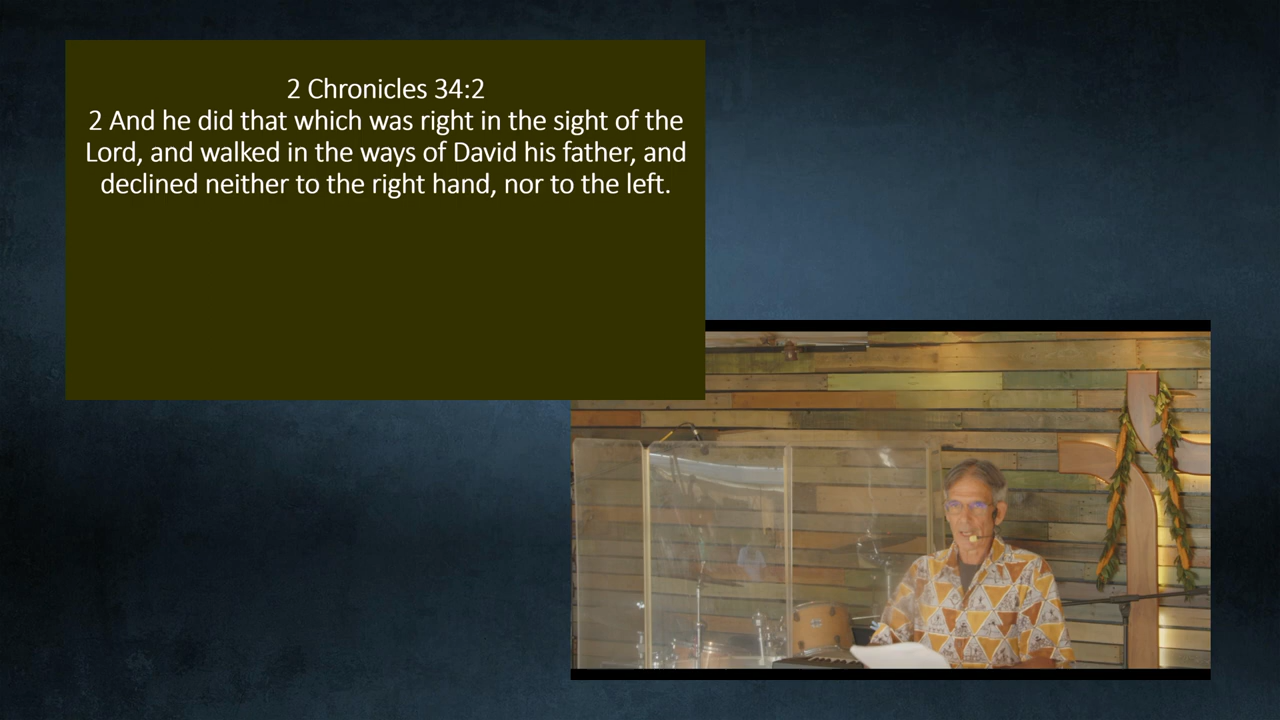 2 Chronicles 34:2
2 And he did that which was right in the sight of the
Lord, and walked in the ways of David his father, and
declined neither to the right hand, nor to the left.